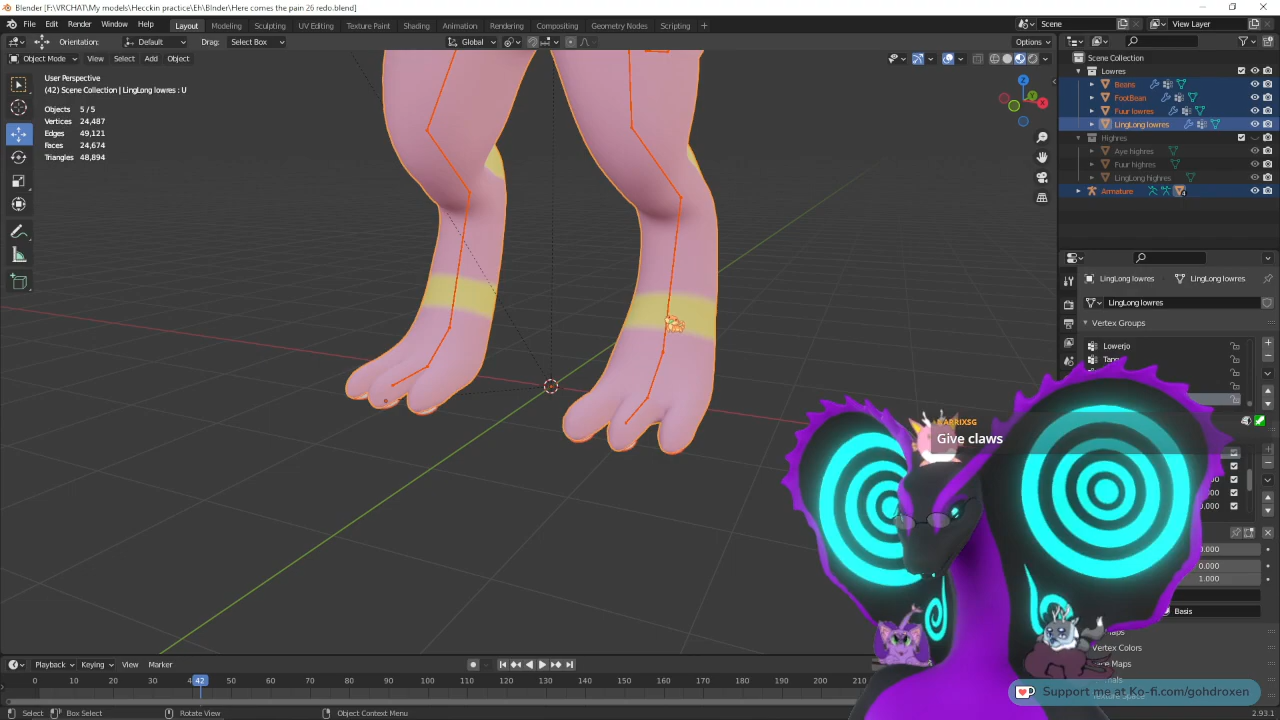 Blender [F:\VRCHAT\My models\Hecckin practice\Eh\BInder\Here comes the pain 26 redo.blend]
File Edit Render Window Help
Layout Modeling Sculpting UV Editing Texture Paint Shading Animation Rendering Compositing Geometry Nodes Scripting +
Scene
View Layer
Orientation: Default Drag: Select Box
Global
Options
Object Mode View Select Add Object
User Perspective
(42) Scene Collection | LingLong lowres : U
Objects 5 / 5
Vertices 24,487
Edges 49,121
Faces 24,674
Triangles 48,894
Z
X
Scene Collection
Lowres
Beans
FootBean
Fuur lowres
LingLong lowres
Highres
Aye highres
Fuur highres
LingLong highres
Armature
LingLong lowres
LingLong lowres
LingLong lowres
Vertex Groups
Lowerjo
Give claws
0.000
1.000
Basis
Vertex Colors
Support me at Ko-fi.com/gohdroxen
Playback Keying View Marker
0 10 20 30 42 50 60 70 80 90 100 110 120 130 140 150 160 170 180 190 200 210
Select Box Select Rotate View Object Context Menu
2.93.1